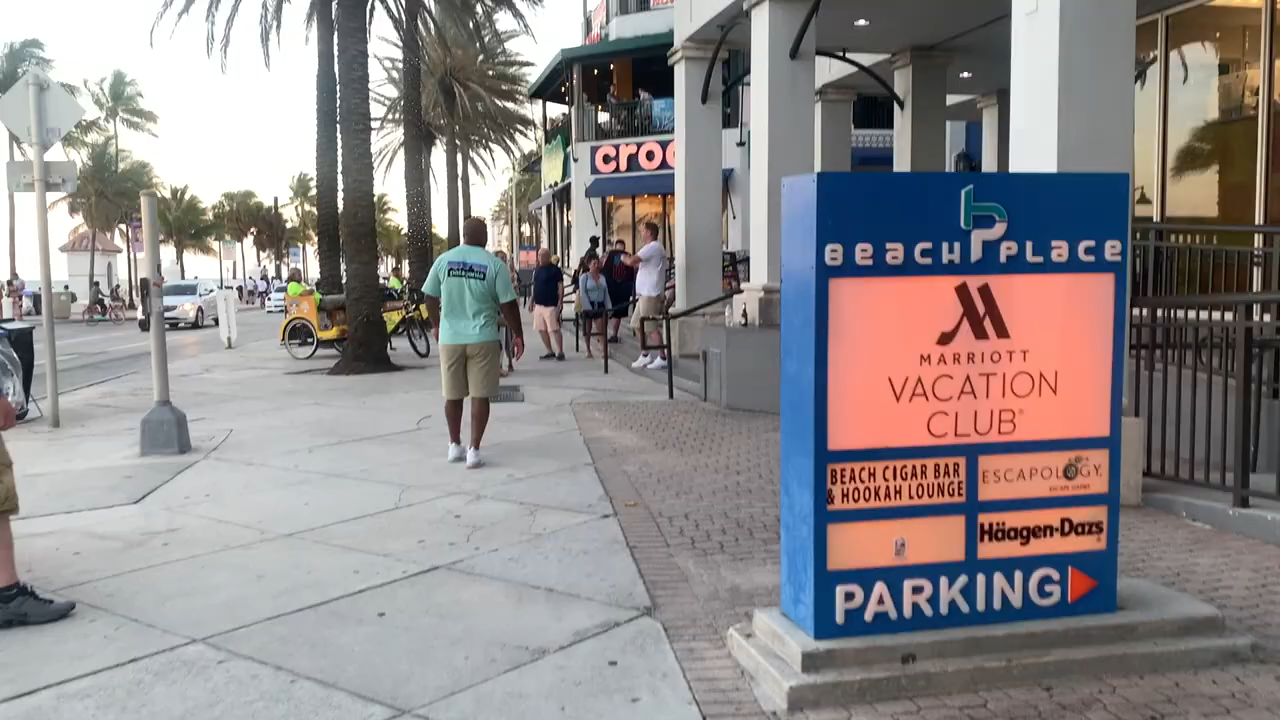 croc
patagonia
BEACH PLACE
MARRIOTT
VACATION
CLUB®
BEACH CIGAR BAR
& HOOKAH LOUNGE
ESCAPOLOGY
Häagen-Dazs
PARKING